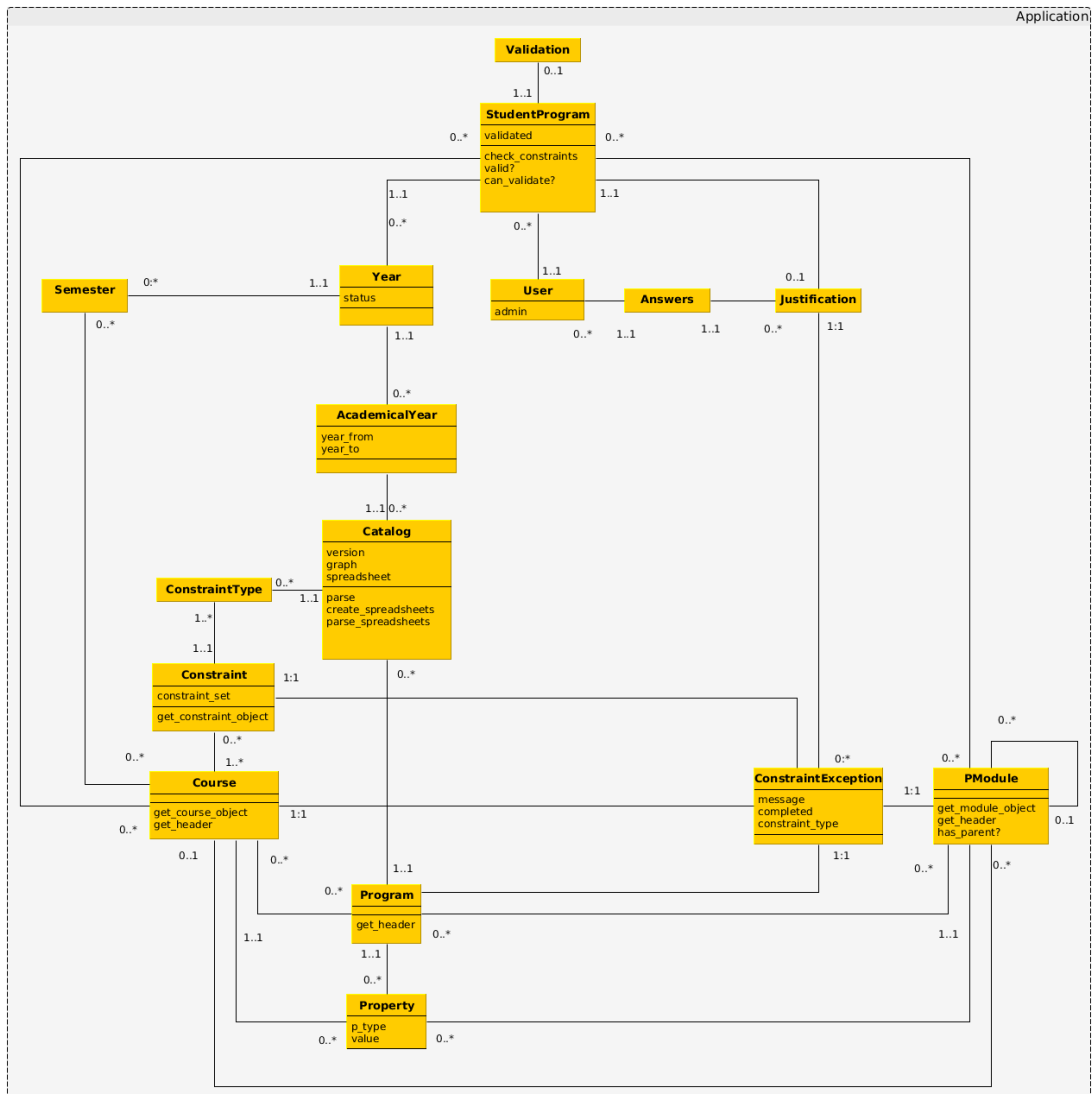 Application
Validation
0..1
1..1
StudentProgram
0..*
validated
0..*
check_constraints
valid?
can_validate?
1..1
1..1
0..*
0..*
Year
1..1
0..1
Semester
0:*
1..1
status
User
admin
Answers
Justification
0..*
1..1
0..*
1..1
1..1
0..*
1:1
0..*
AcademicalYear
year_from
year_to
1..1
0..*
Catalog
version
graph
spreadsheet
parse
create_spreadsheets
parse_spreadsheets
ConstraintType
0..*
1..1
1..*
1..1
Constraint
1:1
0..*
constraint_set
get_constraint_object
0..*
0..*
0..*
1..*
0:*
0..*
Course
get_course_object
get_header
1:1
ConstraintException
message
completed
constraint_type
1:1
PModule
get_module_object
get_header
has_parent?
0..1
0..*
0..1
0..*
1:1
0..*
0..*
1..1
0..*
Program
get_header
1..1
0..*
1..1
1..1
0..*
Property
p_type
value
0..*
0..*